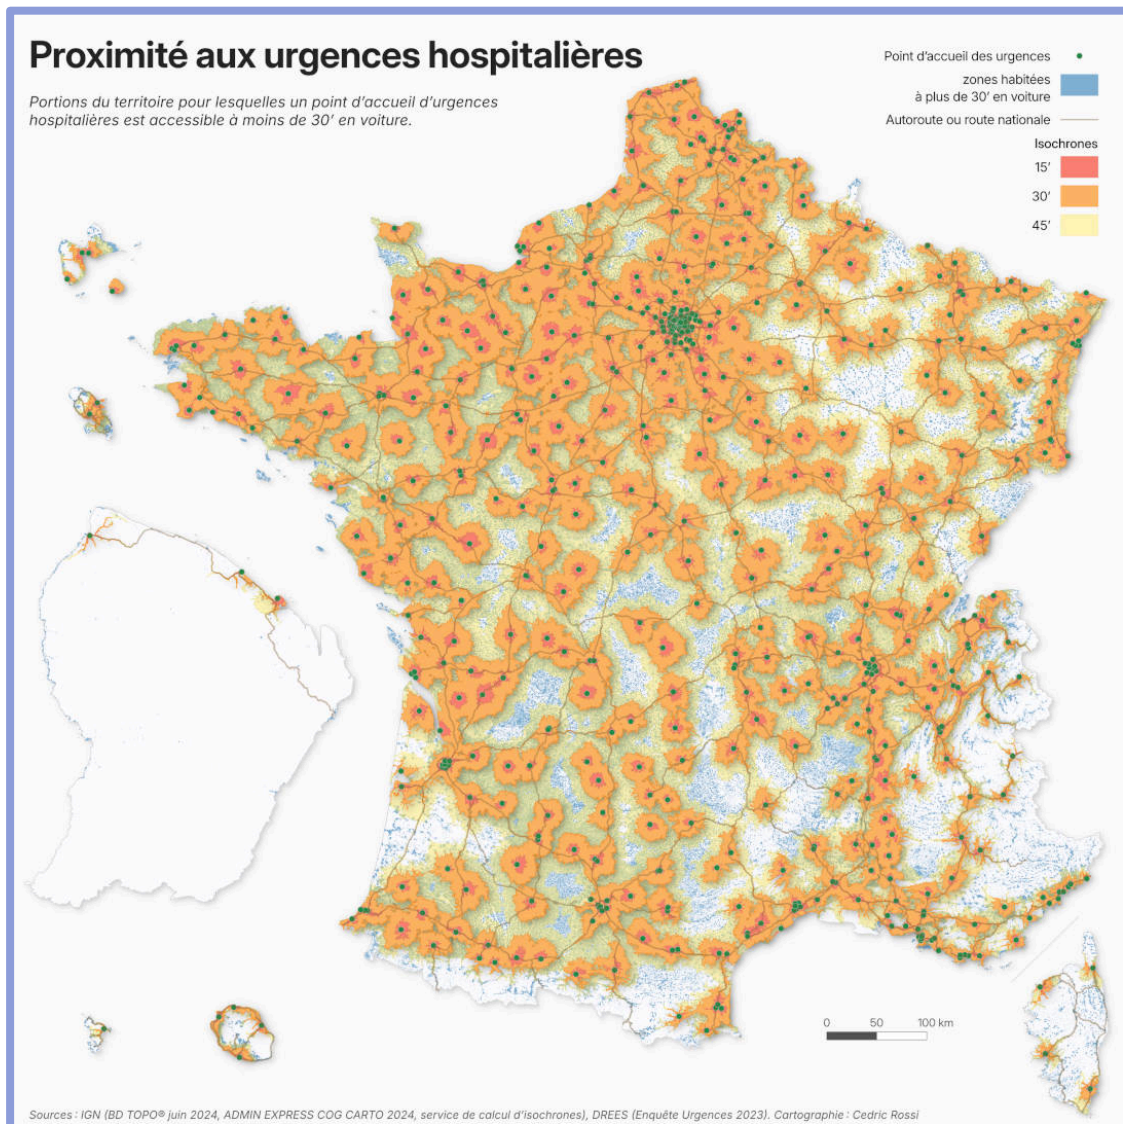 Proximité aux urgences hospitalières
Portions du territoire pour lesquelles un point d’accueil d’urgences
hospitalières est accessible à moins de 30’ en voiture.
Point d’accueil des urgences
zones habitées
à plus de 30’ en voiture
Autoroute ou route nationale
Isochrones
15’
30’
45’
0 50 100 km
Sources : IGN (BD TOPO® juin 2024, ADMIN EXPRESS COG CARTO 2024, service de calcul d’isochrones), DREES (Enquête Urgences 2023). Cartographie : Cedric Rossi